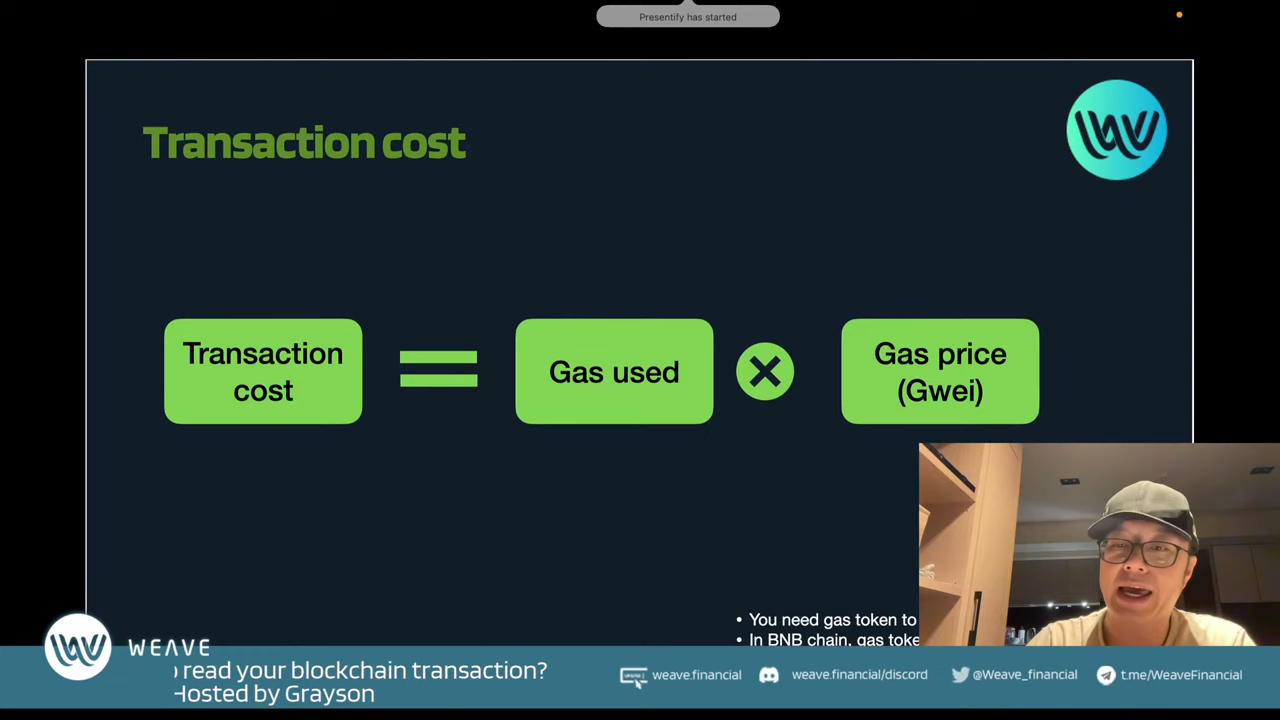 Presentify has started
Transaction cost
Transaction
cost
Gas used
Gas price
(Gwei)
You need gas token to
In BNB chain, gas toke
WEAVE
read your blockchain transaction?
Hosted by Grayson
weave.financial
weave.financial/discord
@Weave_financial
t.me/WeaveFinancial